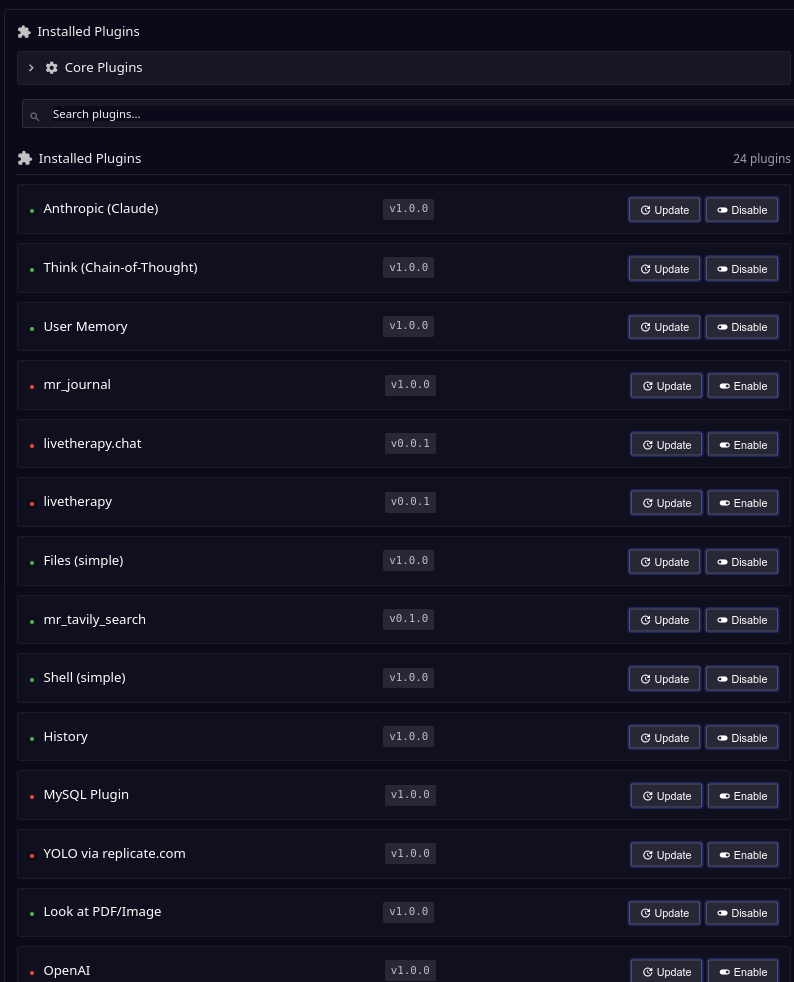 Installed Plugins
Core Plugins
Search plugins...
Installed Plugins 24 plugins
Anthropic (Claude) v1.0.0 Update Disable
Think (Chain-of-Thought) v1.0.0 Update Disable
User Memory v1.0.0 Update Disable
mr_journal v1.0.0 Update Enable
livetherapy.chat v0.0.1 Update Enable
livetherapy v0.0.1 Update Enable
Files (simple) v1.0.0 Update Disable
mr_tavily_search v0.1.0 Update Disable
Shell (simple) v1.0.0 Update Disable
History v1.0.0 Update Disable
MySQL Plugin v1.0.0 Update Enable
YOLO via replicate.com v1.0.0 Update Enable
Look at PDF/Image v1.0.0 Update Disable
OpenAI v1.0.0 Update Enable